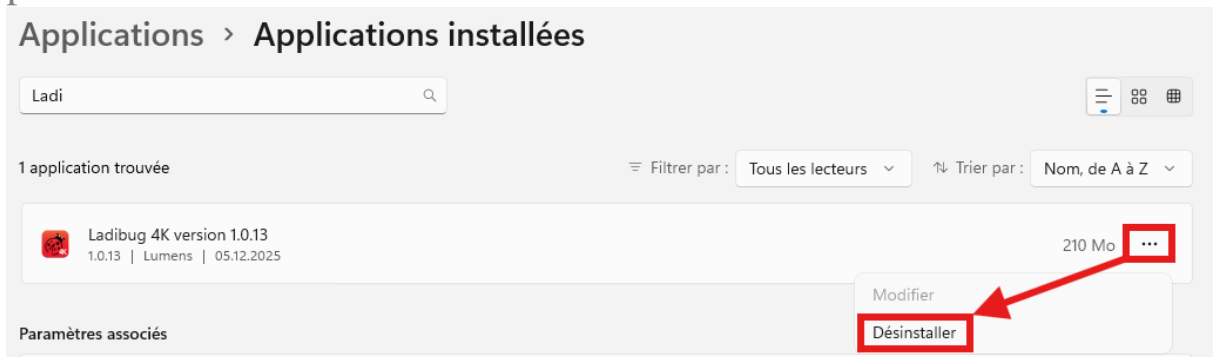 Applications > Applications installées
Ladi
1 application trouvée
Filtrer par : Tous les lecteurs
Trier par : Nom, de A à Z
Ladibug 4K version 1.0.13
1.0.13 | Lumens | 05.12.2025
210 Mo ...
Modifier
Désinstaller
Paramètres associés